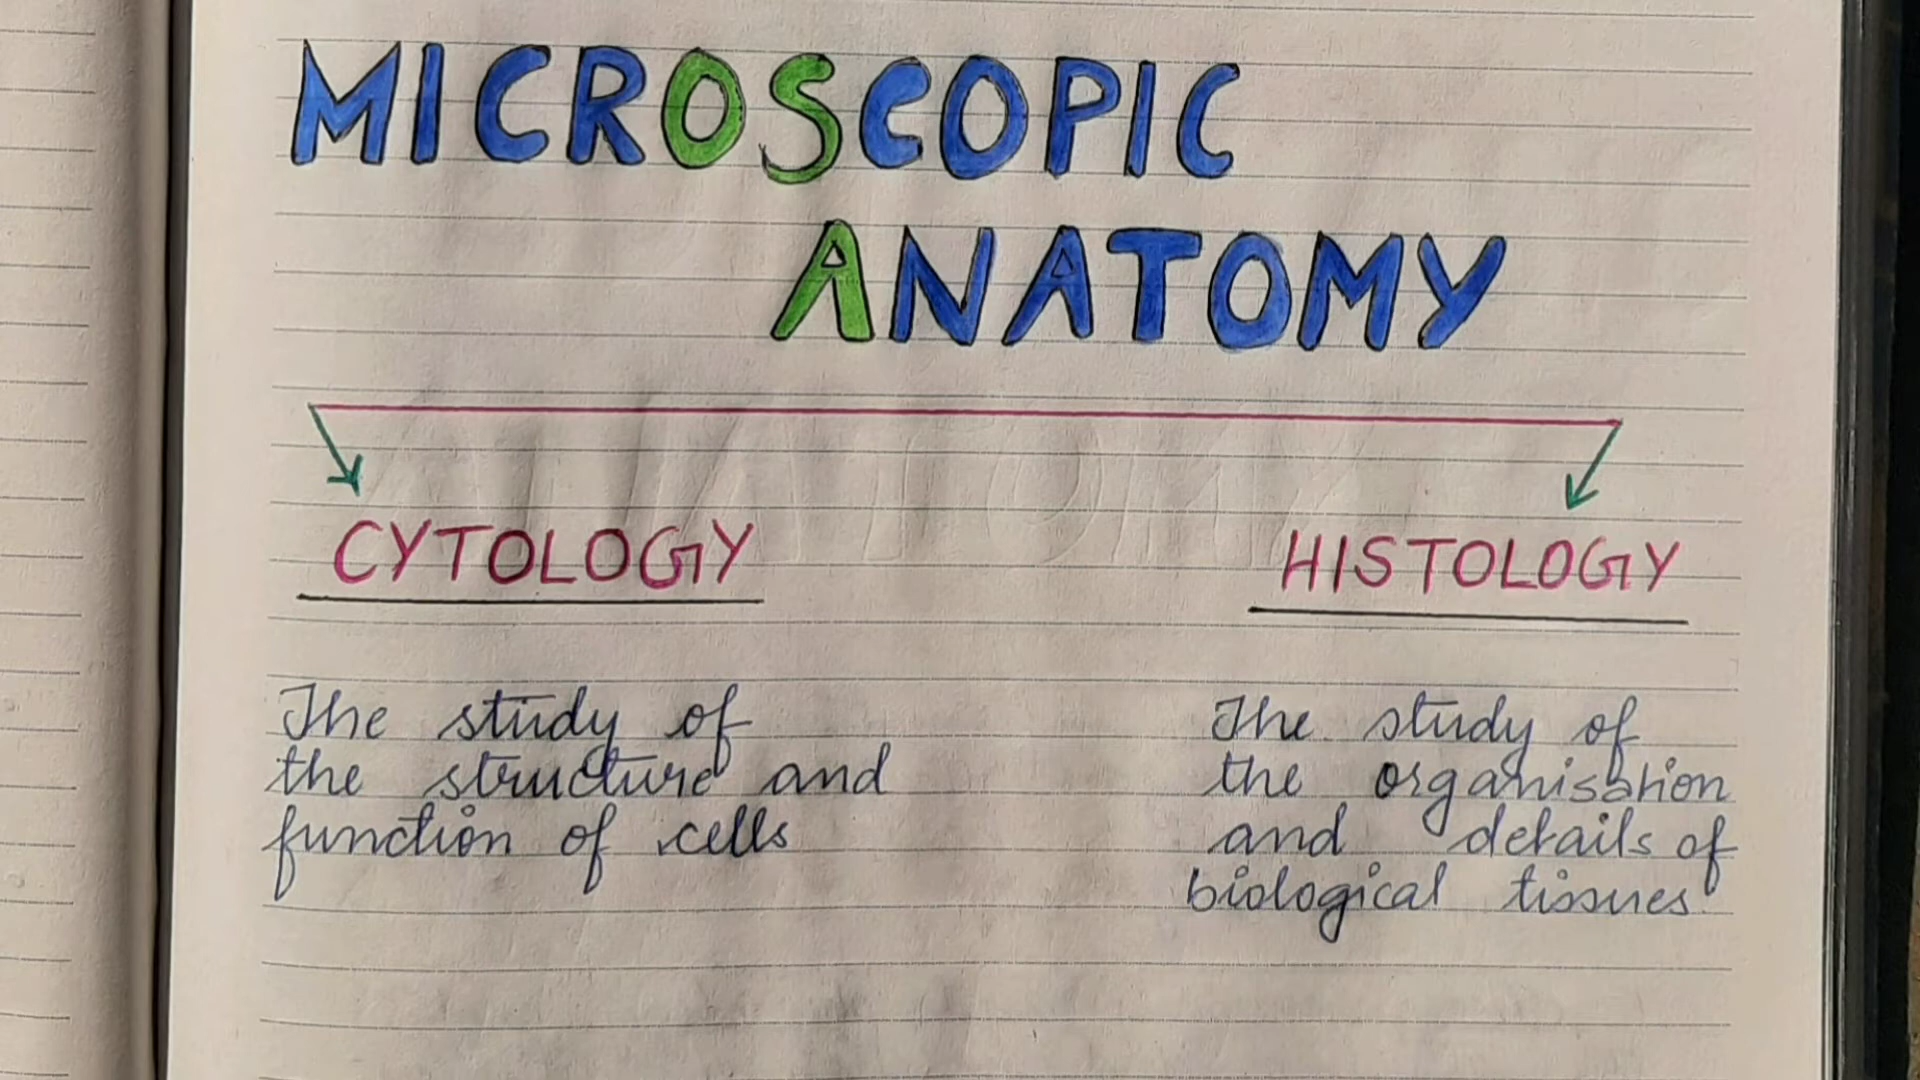 MICROSCOPIC
ANATOMY
CYTOLOGY
The study of
the structure and
function of cells
HISTOLOGY
The study of
the organisation
and details of
biological tissues.